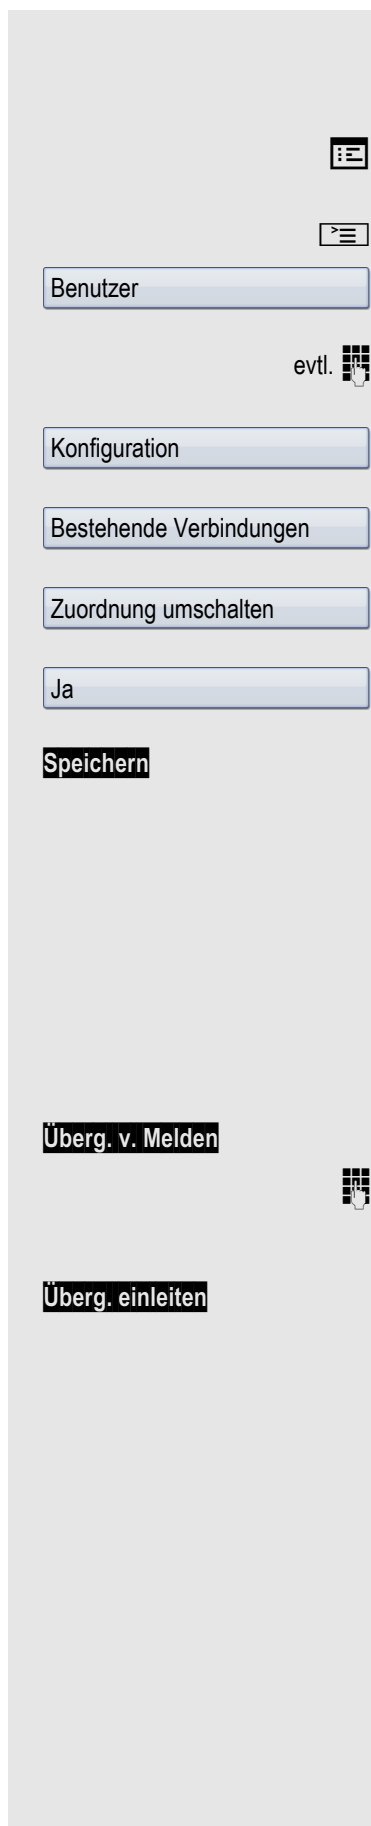 Benutzer
evtl.
Konfiguration
Bestehende Verbindungen
Zuordnung umschalten
Ja
Speichern
Überg. v. Melden
Überg. einleiten